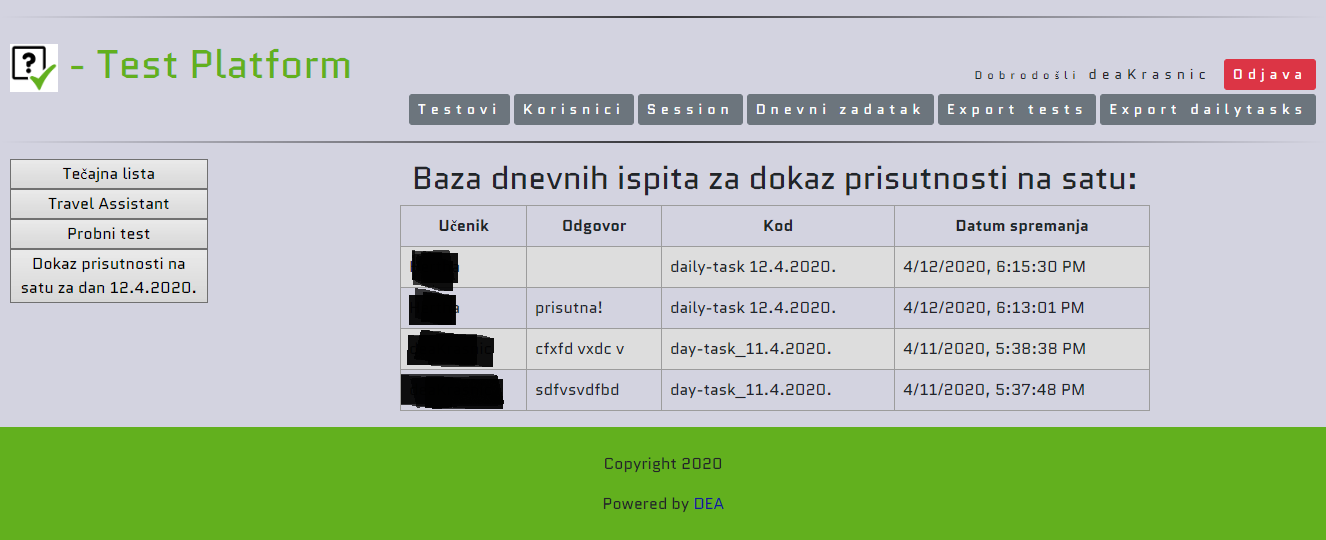 - Test Platform
Dobrodošli deaKrasnic Odjava
Testovi Korisnici Session Dnevni zadatak Export tests Export dailytasks
Tečajna lista
Travel Assistant
Probni test
Dokaz prisutnosti na
satu za dan 12.4.2020.
Baza dnevnih ispita za dokaz prisutnosti na satu:
Učenik Odgovor Kod Datum spremanja
daily-task 12.4.2020. 4/12/2020, 6:15:30 PM
prisutna! daily-task 12.4.2020. 4/12/2020, 6:13:01 PM
cfxfd vxdc v day-task_11.4.2020. 4/11/2020, 5:38:38 PM
sdfvsvdfbd day-task_11.4.2020. 4/11/2020, 5:37:48 PM
Copyright 2020
Powered by DEA